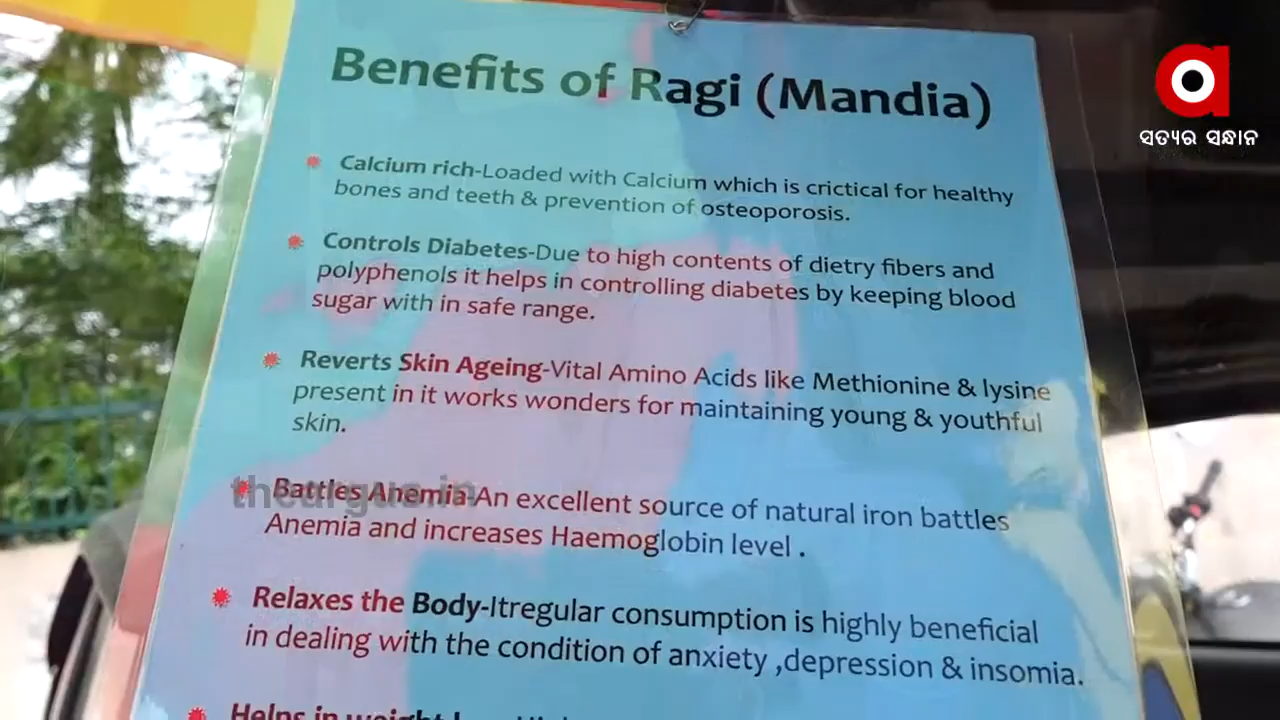 Benefits of Ragi (Mandia)
ସତ୍ୟର ସନ୍ଧାନ
Calcium rich-Loaded with Calcium which is crictical for healthy
bones and teeth & prevention of osteoporosis.
Controls Diabetes-Due to high contents of dietry fibers and
polyphenols it helps in controlling diabetes by keeping blood
sugar with in safe range.
Reverts Skin Ageing-Vital Amino Acids like Methionine & lysine
present in it works wonders for maintaining young & youthful
skin.
theargus.in
Battles Anemia-An excellent source of natural iron battles
Anemia and increases Haemoglobin level .
Relaxes the Body-Itregular consumption is highly beneficial
in dealing with the condition of anxiety ,depression & insomia.
Helps in weight